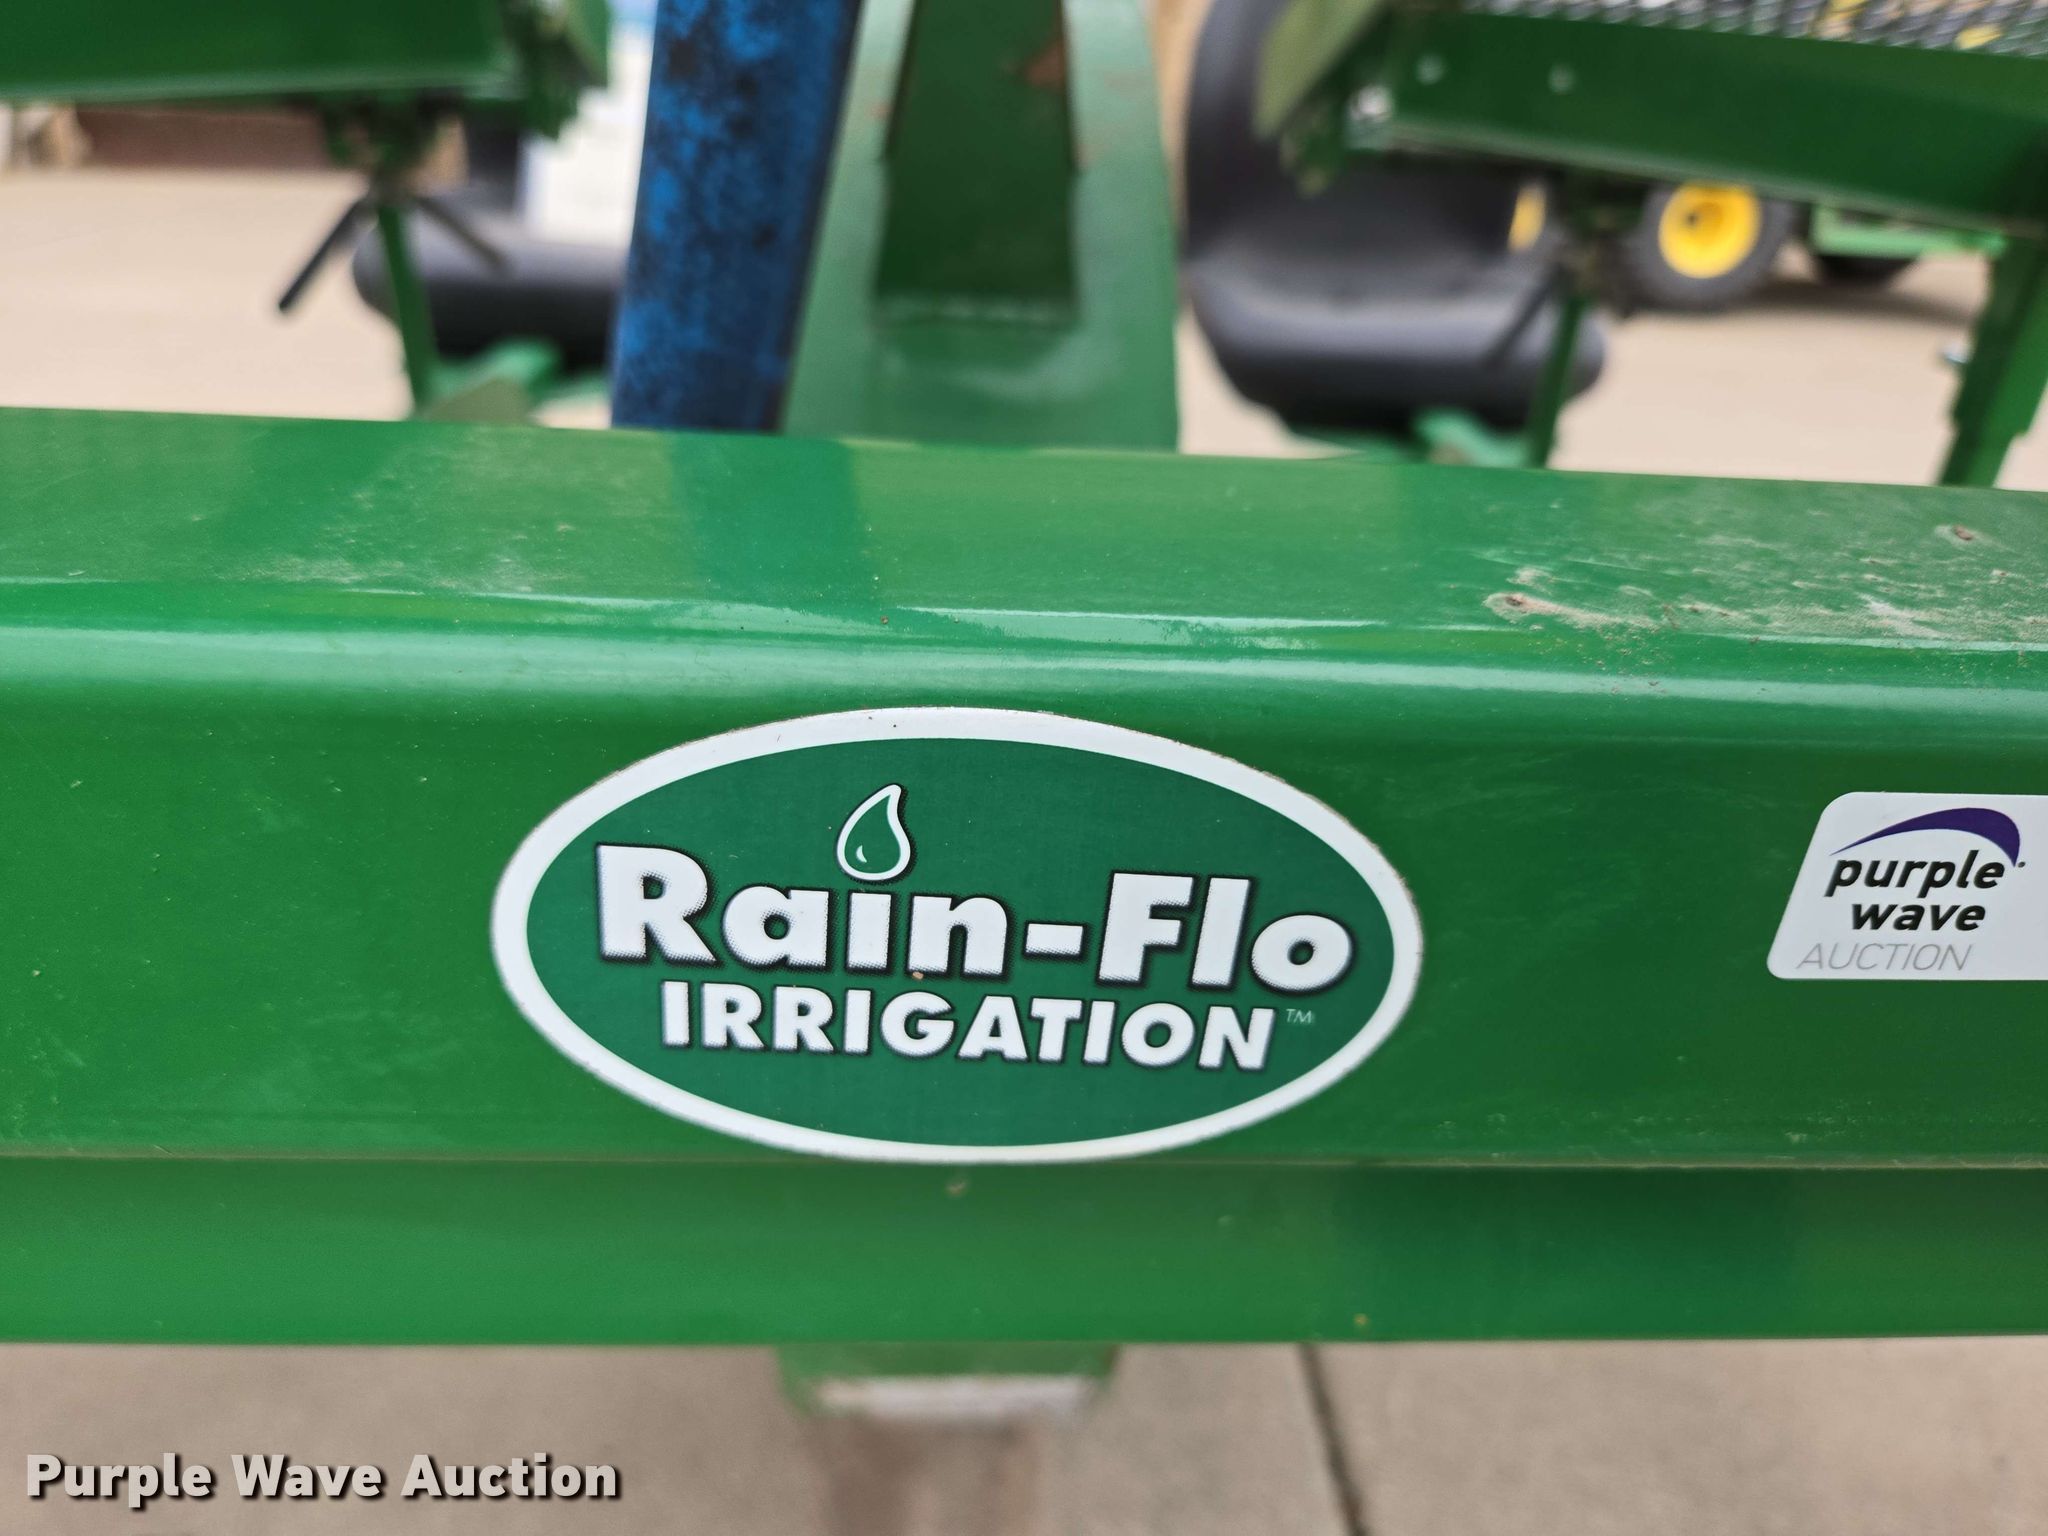 Rain-Flo
IRRIGATION™
purple
wave
AUCTION
Purple Wave Auction